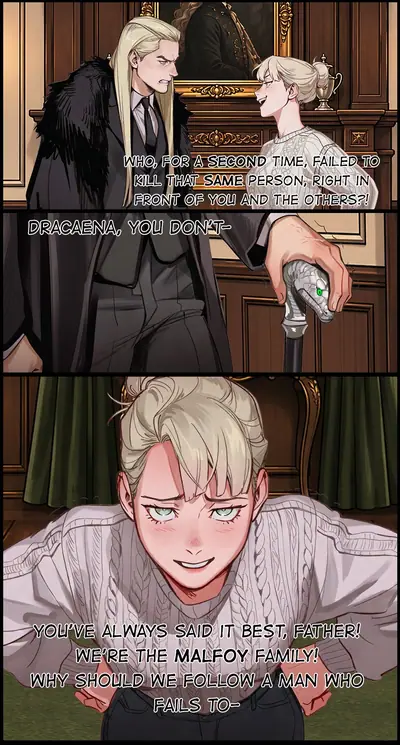 WHO, FOR A SECOND TIME, FAILED TO
KILL THAT SAME PERSON, RIGHT IN
FRONT OF YOU AND THE OTHERS?!
DRACAENA, YOU DON'T-
YOU'VE ALWAYS SAID IT BEST, FATHER!
WE'RE THE MALFOY FAMILY!
WHY SHOULD WE FOLLOW A MAN WHO
FAILS TO-